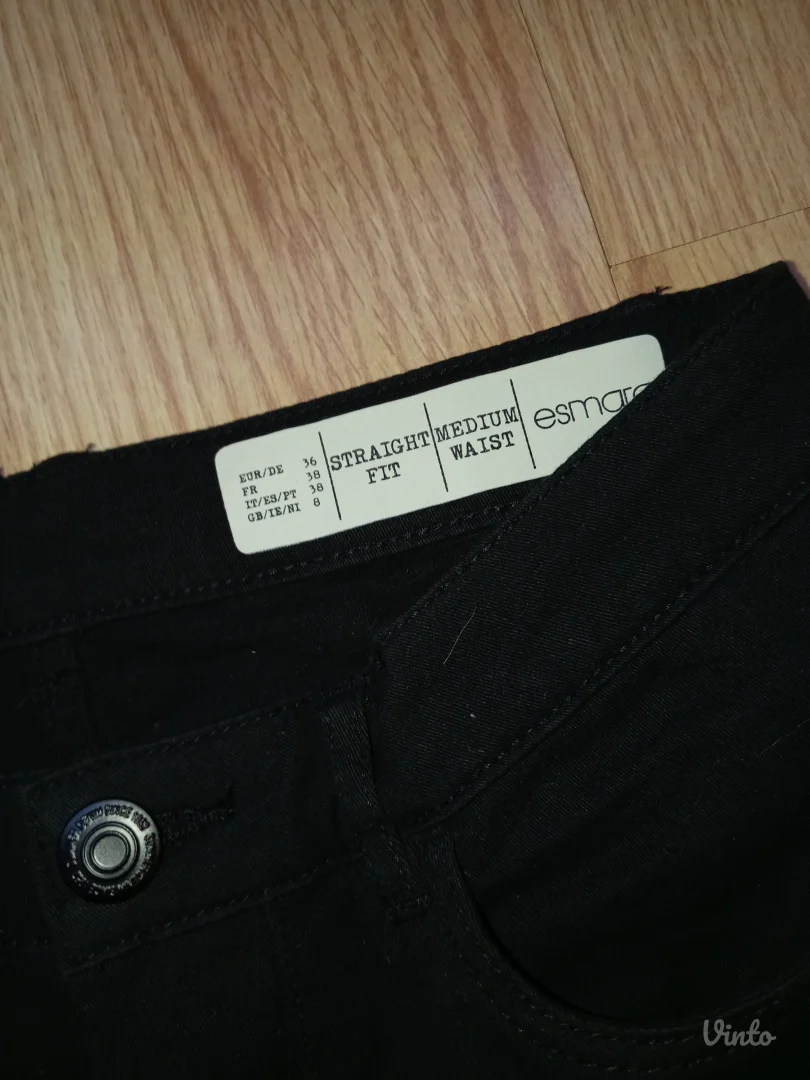 EUR/DE 36
FR 38
IT/ES/PT 38
GB/IE/NI 8
STRAIGHT
FIT
MEDIUM
WAIST
esmara
Vinto